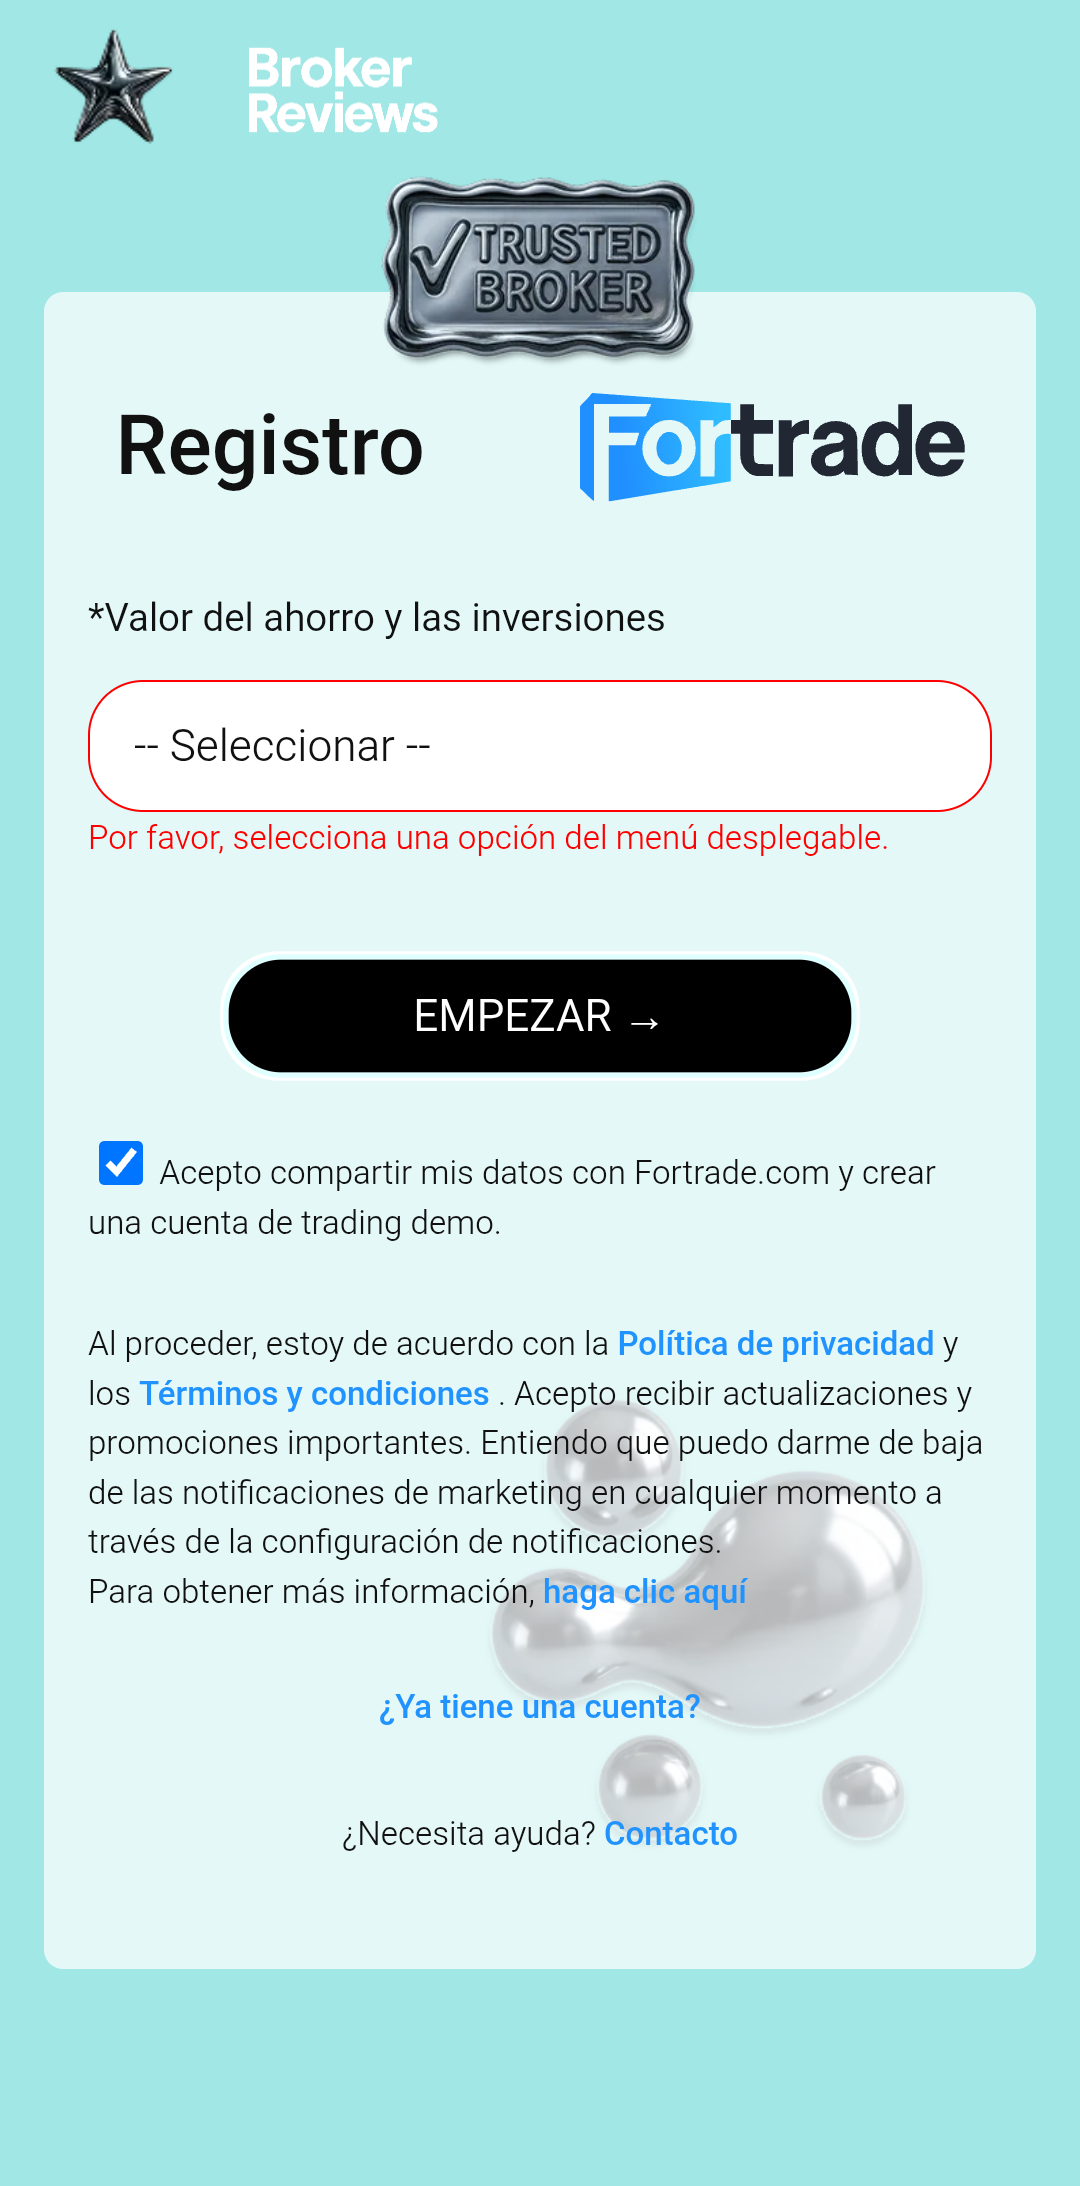 Broker
Reviews
TRUSTED
BROKER
Registro
Fortrade
*Valor del ahorro y las inversiones
-- Seleccionar --
Por favor, selecciona una opción del menú desplegable.
EMPEZAR →
Acepto compartir mis datos con Fortrade.com y crear
una cuenta de trading demo.
Al proceder, estoy de acuerdo con la Política de privacidad y
los Términos y condiciones . Acepto recibir actualizaciones y
promociones importantes. Entiendo que puedo darme de baja
de las notificaciones de marketing en cualquier momento a
través de la configuración de notificaciones.
Para obtener más información, haga clic aquí
¿Ya tiene una cuenta?
¿Necesita ayuda? Contacto